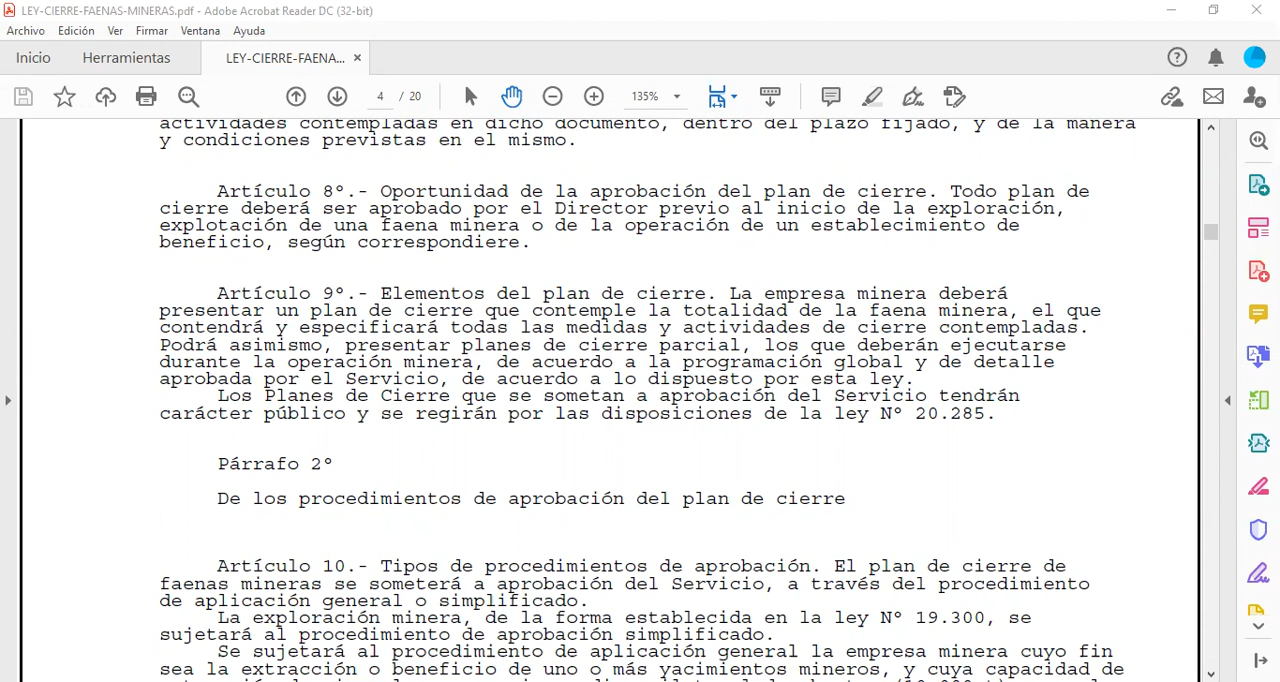 LEY-CIERRE-FAENAS-MINERAS.pdf - Adobe Acrobat Reader DC (32-bit)
Archivo Edición Ver Firmar Ventana Ayuda
Inicio Herramientas LEY-CIERRE-FAENA... ×
4 / 20 135%
actividades contempladas en dicho documento, dentro del plazo fijado, y de la manera
y condiciones previstas en el mismo.
Artículo 8°.- Oportunidad de la aprobación del plan de cierre. Todo plan de
cierre deberá ser aprobado por el Director previo al inicio de la exploración,
explotación de una faena minera o de la operación de un establecimiento de
beneficio, según correspondiere.
Artículo 9°.- Elementos del plan de cierre. La empresa minera deberá
presentar un plan de cierre que contemple la totalidad de la faena minera, el que
contendrá y especificará todas las medidas y actividades de cierre contempladas.
Podrá asimismo, presentar planes de cierre parcial, los que deberán ejecutarse
durante la operación minera, de acuerdo a la programación global y de detalle
aprobada por el Servicio, de acuerdo a lo dispuesto por esta ley.
Los Planes de Cierre que se sometan a aprobación del Servicio tendrán
carácter público y se regirán por las disposiciones de la ley N° 20.285.
Párrafo 2°
De los procedimientos de aprobación del plan de cierre
Artículo 10.- Tipos de procedimientos de aprobación. El plan de cierre de
faenas mineras se someterá a aprobación del Servicio, a través del procedimiento
de aplicación general o simplificado.
La exploración minera, de la forma establecida en la ley N° 19.300, se
sujetará al procedimiento de aprobación simplificado.
Se sujetará al procedimiento de aplicación general la empresa minera cuyo fin
sea la extracción o beneficio de uno o más yacimientos mineros, y cuya capacidad de